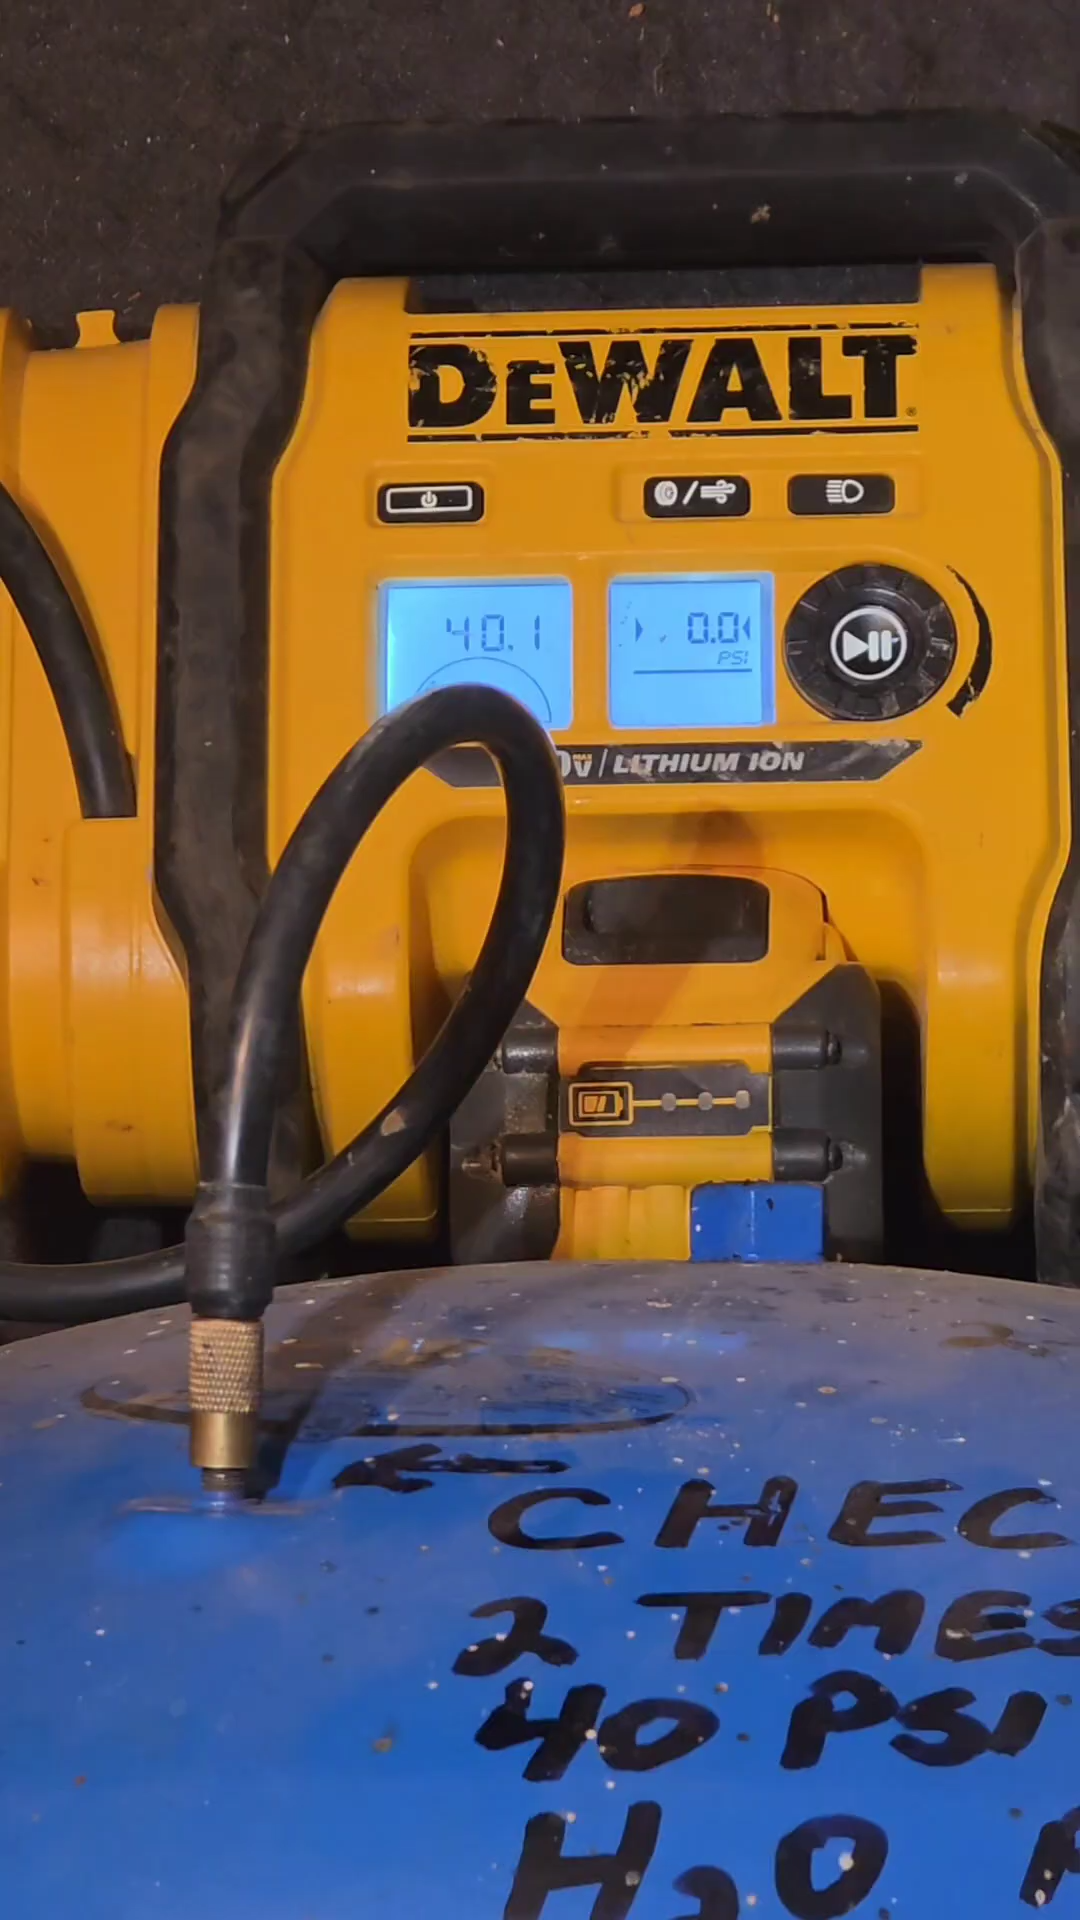 DEWALT
40.1
0.0
PSI
LITHIUM ION
CHEC
2 TIMES
40 PSI
H2O